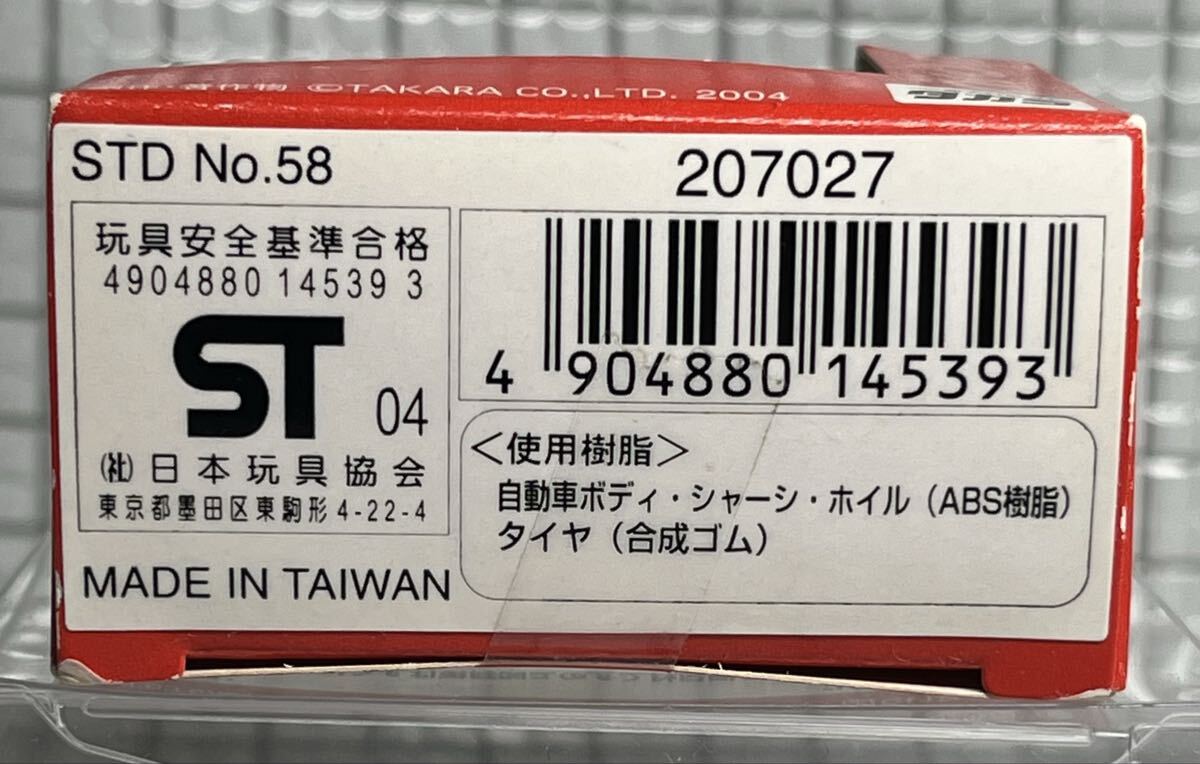 ©TAKARA CO.,LTD. 2004
タカラ
STD No.58
207027
玩具安全基準合格
4904880 14539 3
ST 04
(社)日本玩具協会
東京都墨田区東駒形4-22-4
MADE IN TAIWAN
4 904880 145393
<使用樹脂>
自動車ボディ・シャーシ・ホイル(ABS樹脂)
タイヤ(合成ゴム)